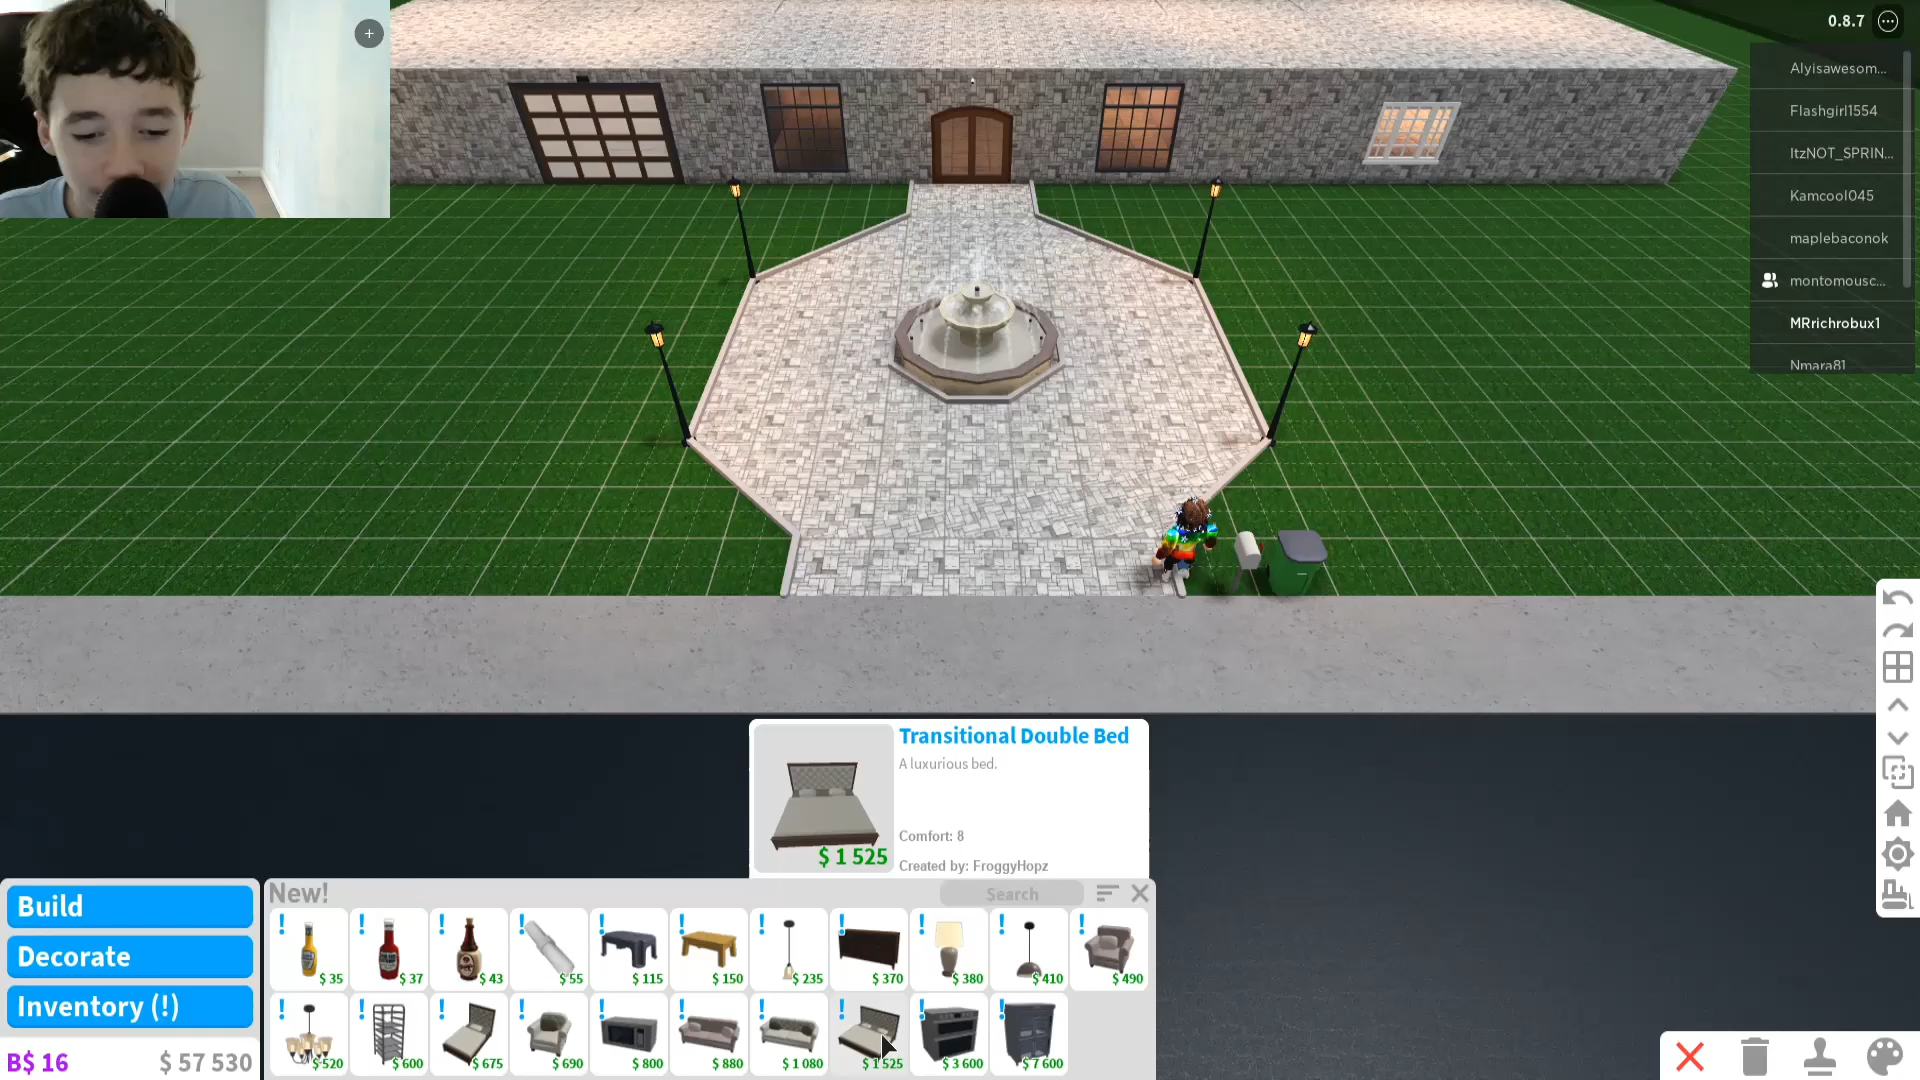 0.8.7
Alyisawesom...
Flashgirl1554
ItzNOT_SPRIN...
Kamcool045
maplebaconok
montomousc...
MRrichrobux1
Nmara81
Transitional Double Bed
A luxurious bed.
Comfort: 8
$ 1 525
Created by: FroggyHopz
New!
Search
Build
Decorate
Inventory (!)
B$ 16
$ 57 530
! ! ! ! ! ! ! ! ! ! !
$ 35 $ 37 $ 43 $ 55 $ 115 $ 150 $ 235 $ 370 $ 380 $ 410 $ 490
! ! ! ! ! ! ! ! ! !
$ 520 $ 600 $ 675 $ 690 $ 800 $ 880 $ 1 080 $ 1 525 $ 3 600 $ 7 600